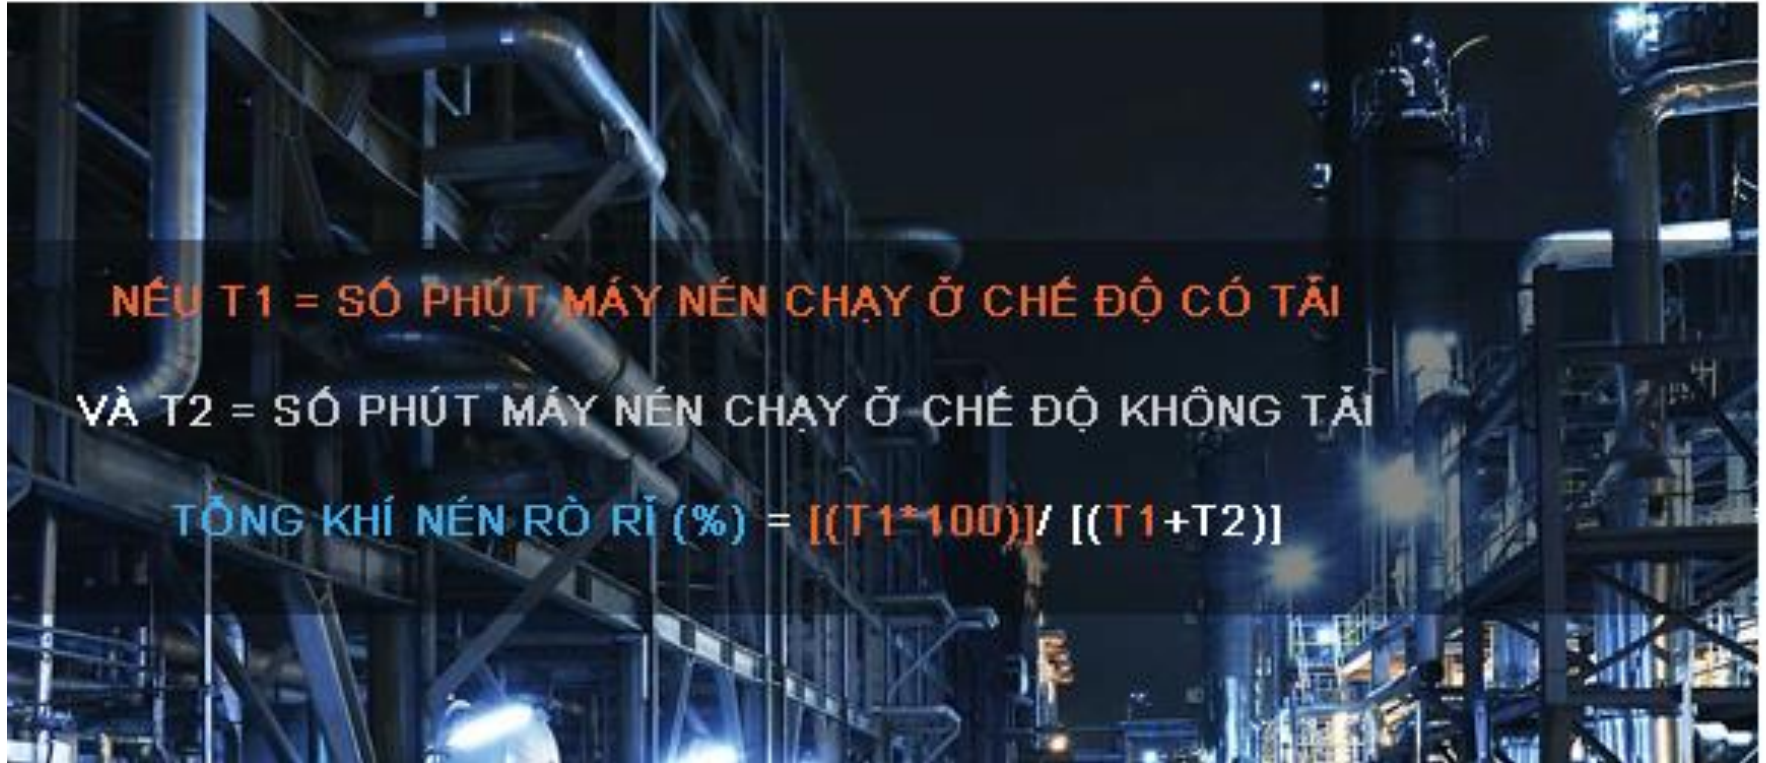 NẾU T1 = SỐ PHÚT MÁY NÉN CHẠY Ở CHẾ ĐỘ CÓ TẢI
VÀ T2 = SỐ PHÚT MÁY NÉN CHẠY Ở CHẾ ĐỘ KHÔNG TẢI
TỔNG KHÍ NÉN RÒ RỈ (%) = [(T1*100)]/ [(T1+T2)]